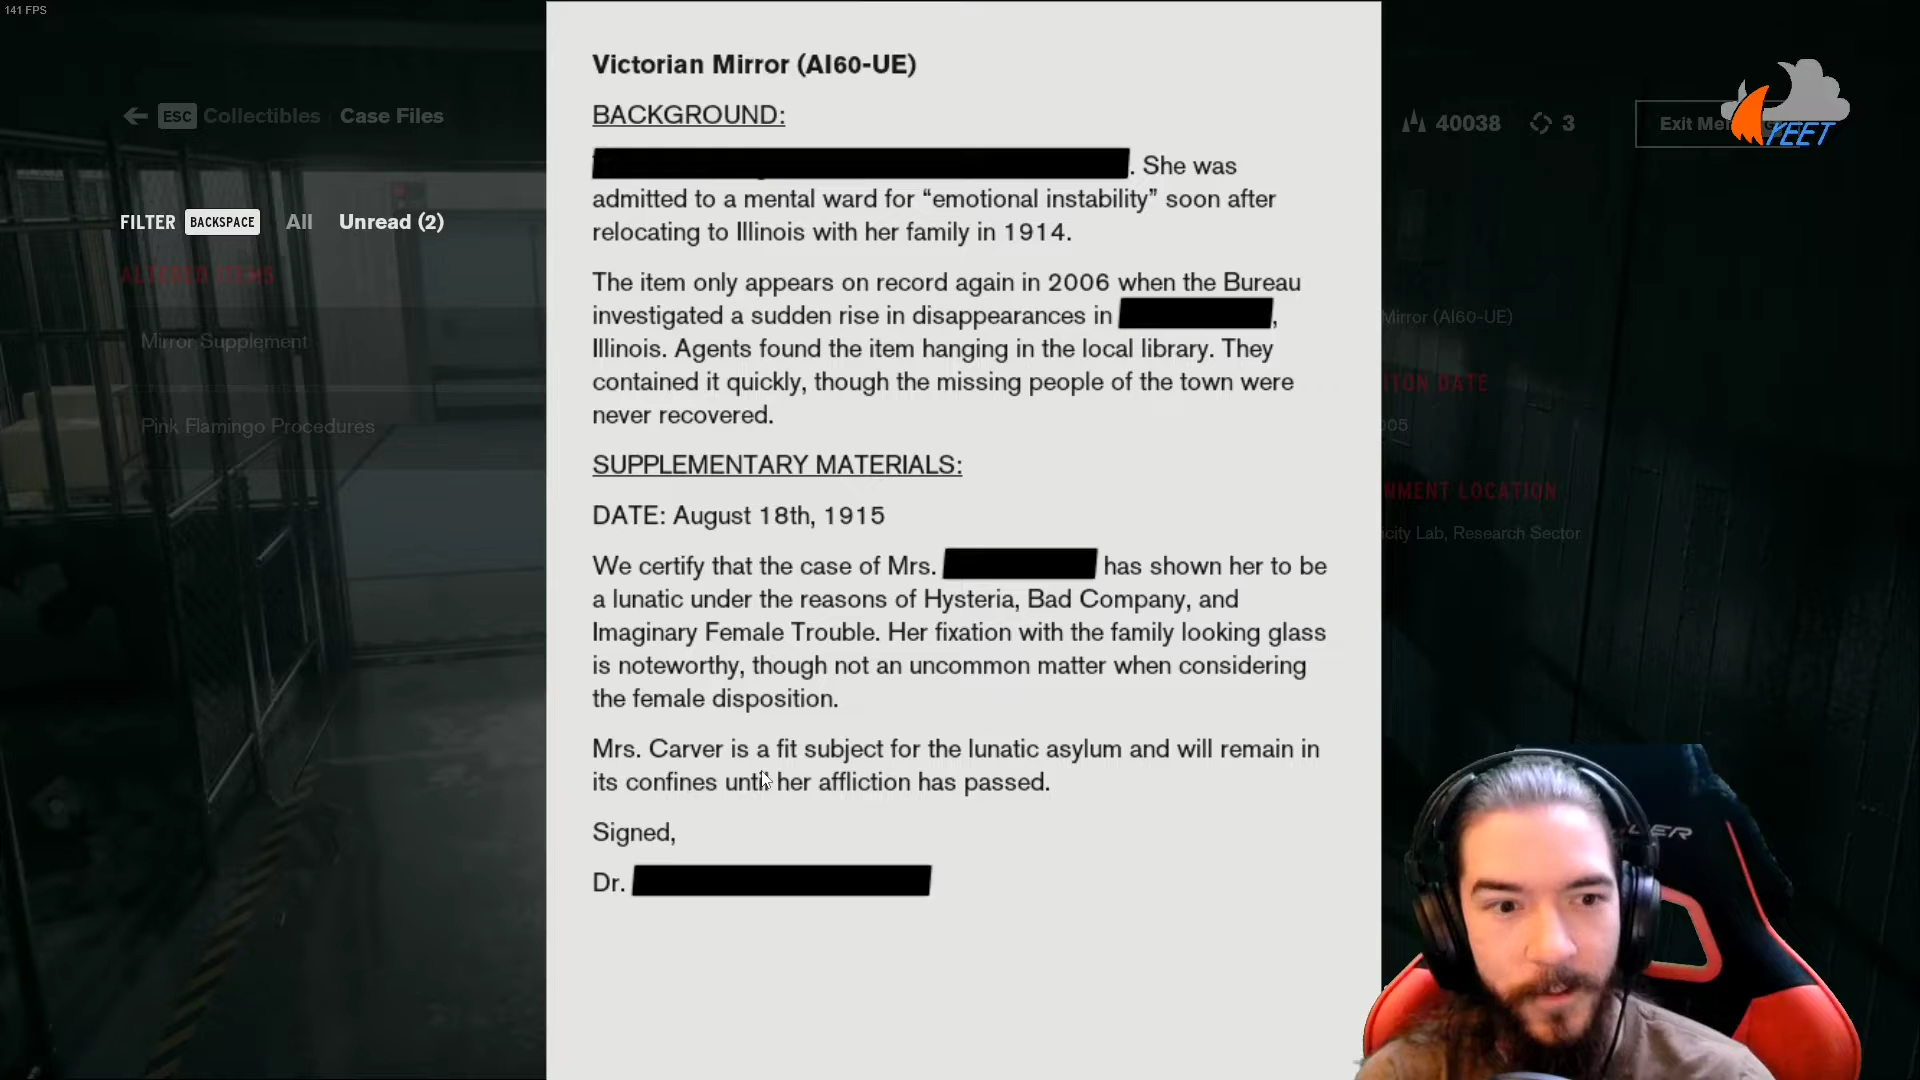 141 FPS
ESC Collectibles Case Files
FILTER BACKSPACE All Unread (2)
ALTERED ITEMS
Mirror Supplement
Pink Flamingo Procedures
Victorian Mirror (AI60-UE)
BACKGROUND:
. She was
admitted to a mental ward for “emotional instability” soon after
relocating to Illinois with her family in 1914.
The item only appears on record again in 2006 when the Bureau
investigated a sudden rise in disappearances in ,
Illinois. Agents found the item hanging in the local library. They
contained it quickly, though the missing people of the town were
never recovered.
SUPPLEMENTARY MATERIALS:
DATE: August 18th, 1915
We certify that the case of Mrs. has shown her to be
a lunatic under the reasons of Hysteria, Bad Company, and
Imaginary Female Trouble. Her fixation with the family looking glass
is noteworthy, though not an uncommon matter when considering
the female disposition.
Mrs. Carver is a fit subject for the lunatic asylum and will remain in
its confines until her affliction has passed.
Signed,
Dr.
40038 3
Exit
YEET
Mirror (AI60-UE)
DATE
LOCATION
Lab, Research Sector